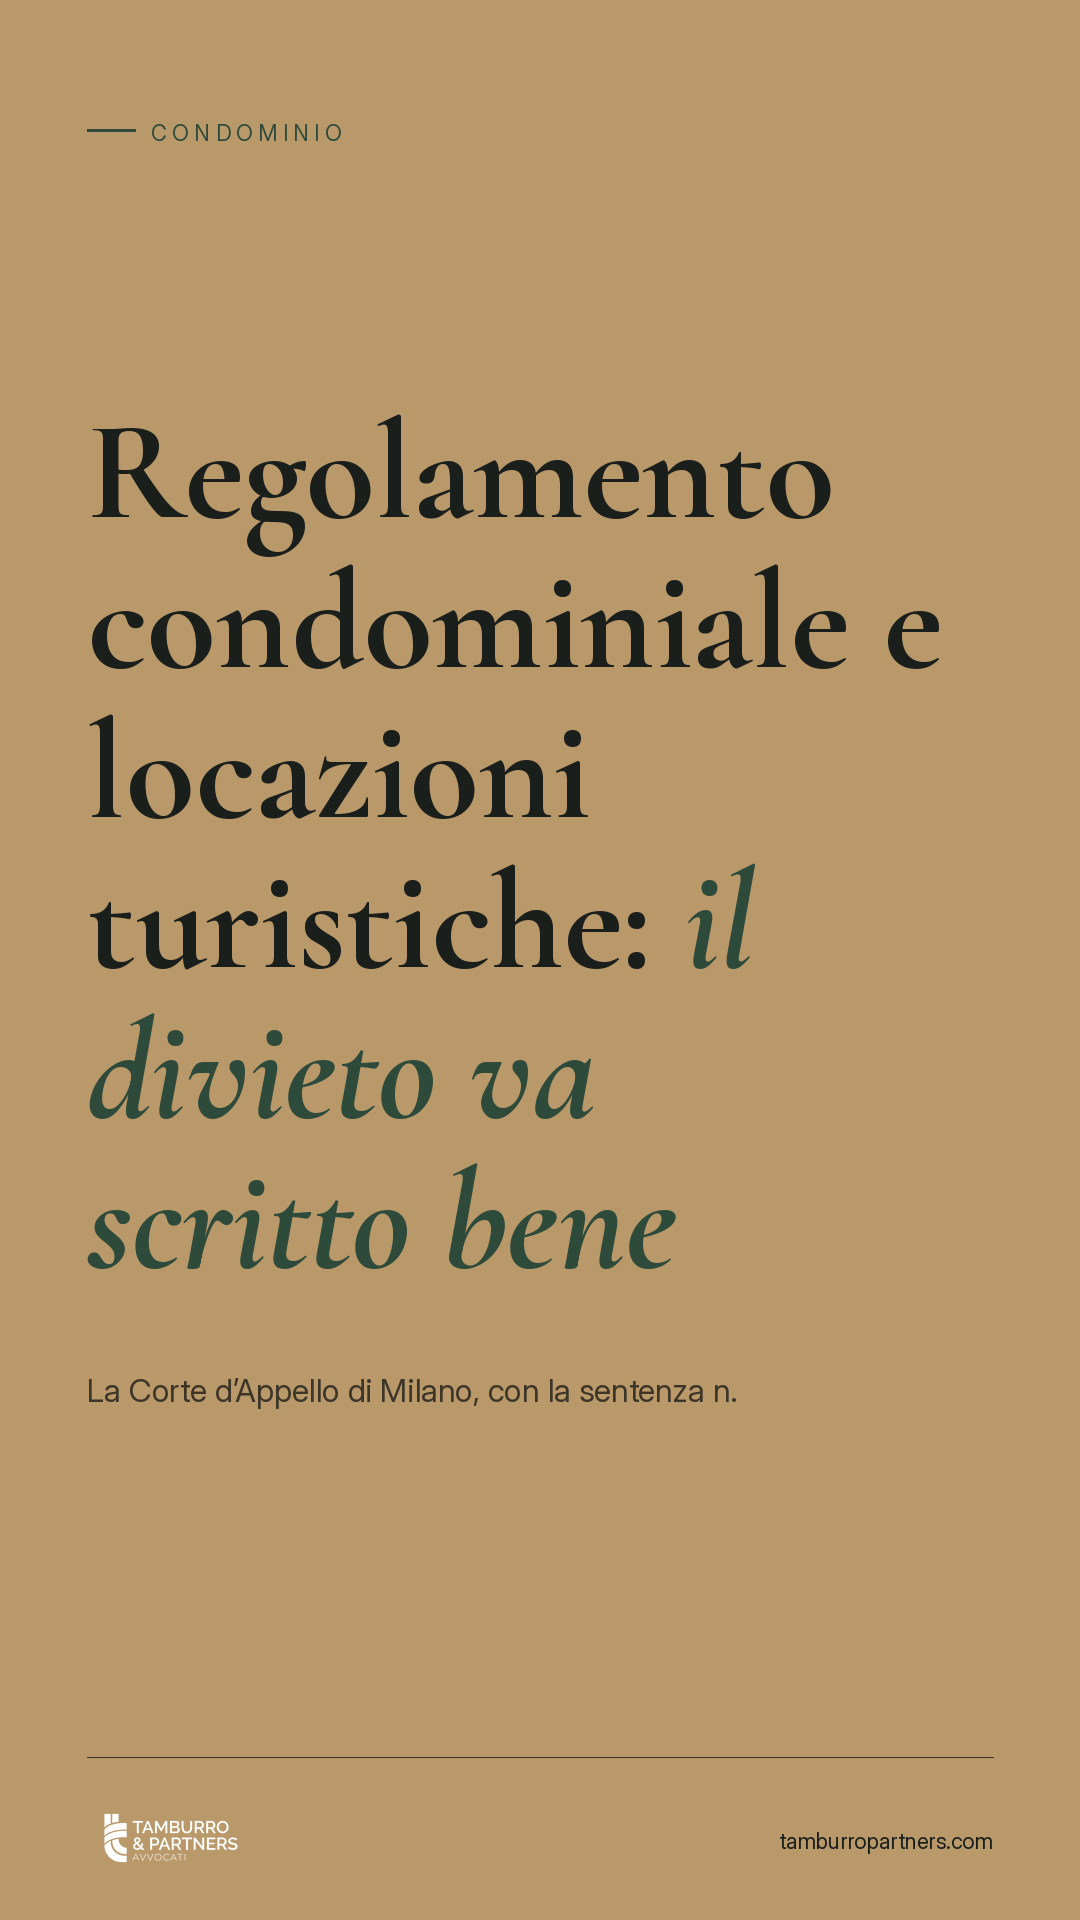 CONDOMINIO
Regolamento
condominiale e
locazioni
turistiche: il
divieto va
scritto bene
La Corte d’Appello di Milano, con la sentenza n.
TAMBURRO
& PARTNERS
AVVOCATI
tamburropartners.com